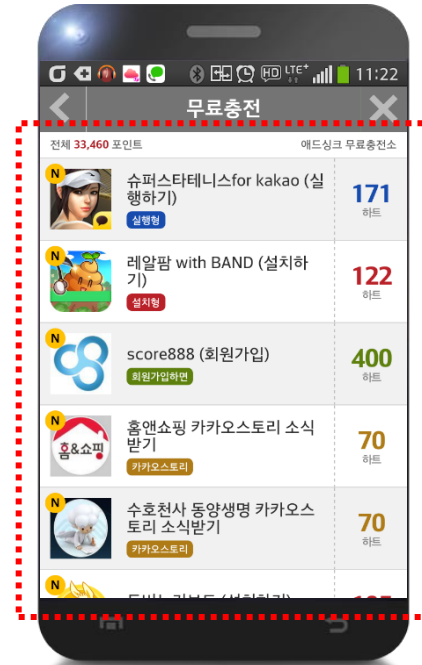 11:22
무료충전
전체 33,460 포인트 애드싱크 무료충전소
N
슈퍼스타테니스for kakao (실
행하기)
실행형
171
하트
N
레알팜 with BAND (설치하
기)
설치형
122
하트
N
score888 (회원가입)
회원가입하면
400
하트
N
홈&쇼핑
홈앤쇼핑 카카오스토리 소식
받기
카카오스토리
70
하트
N
수호천사 동양생명 카카오스
토리 소식받기
카카오스토리
70
하트
N